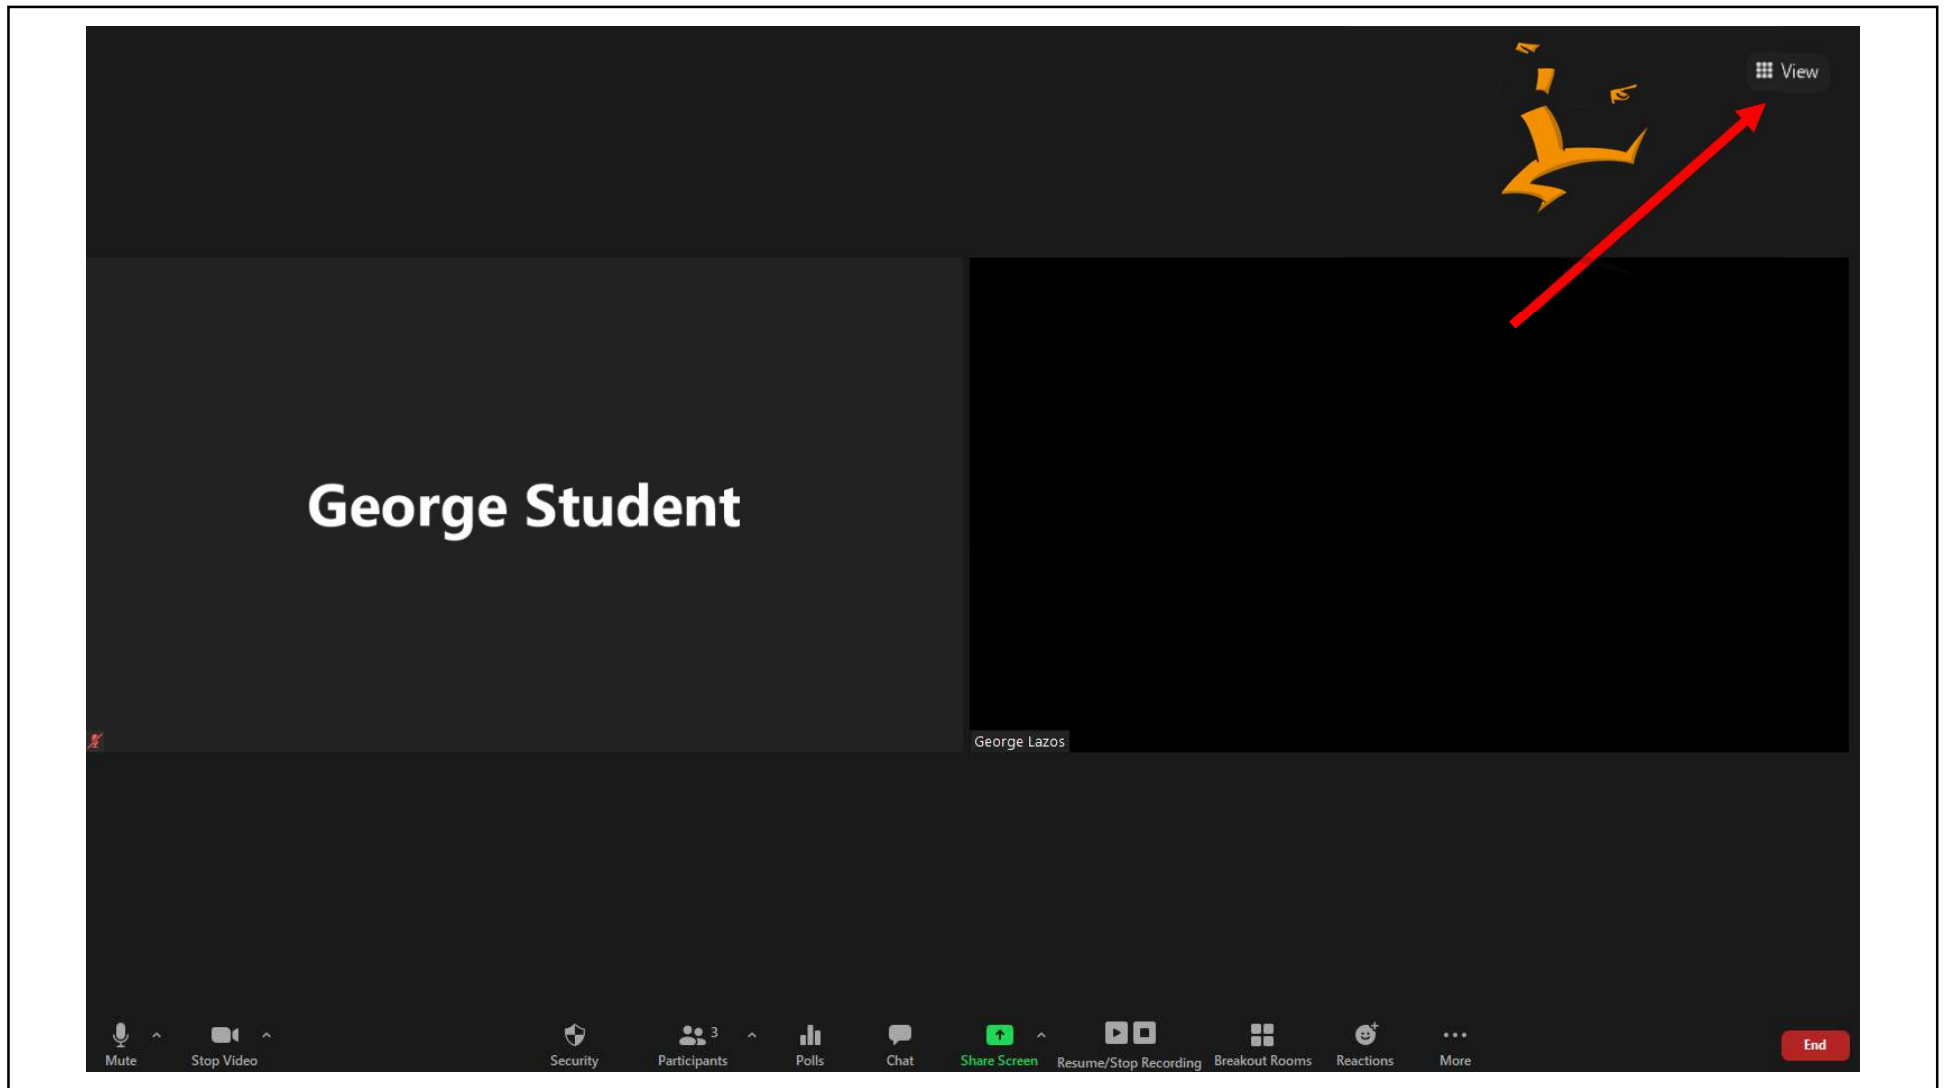 View
George Student
George Lazos
3
Mute Stop Video Security Participants Polls Chat Share Screen Resume/Stop Recording Breakout Rooms Reactions More End